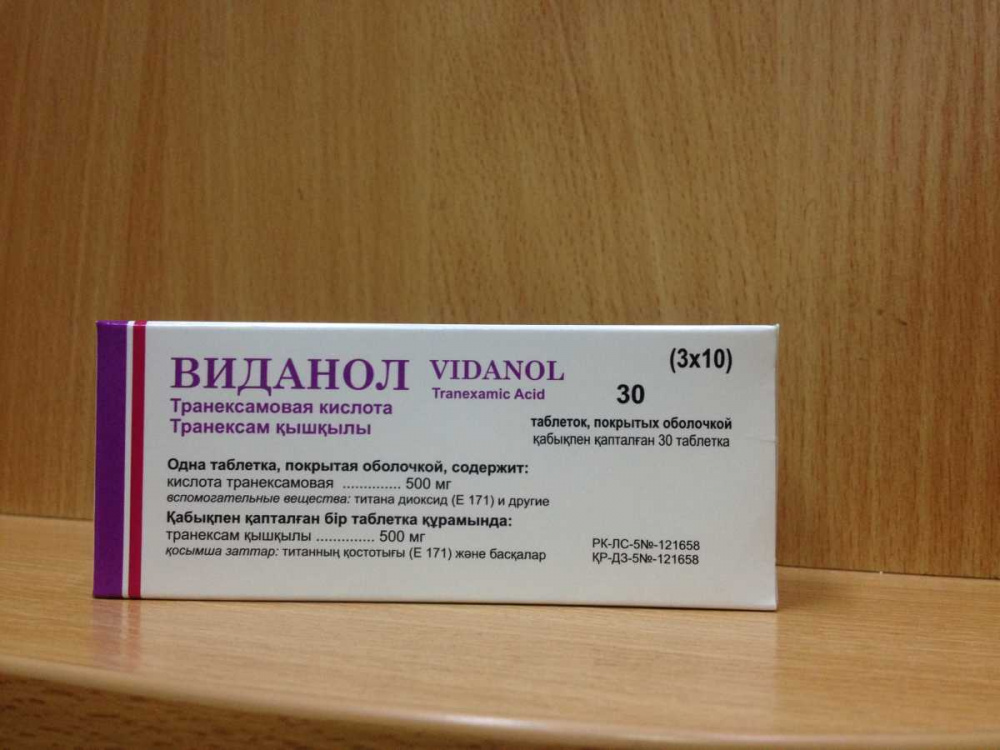 ВИДАНОЛ VIDANOL
Tranexamic Acid
Транексамовая кислота
Транексам қышқылы
(3x10)
30
таблеток, покрытых оболочкой
қабықпен қапталған 30 таблетка
Одна таблетка, покрытая оболочкой, содержит:
кислота транексамовая .............. 500 мг
вспомогательные вещества: титана диоксид (Е 171) и другие
Қабықпен қапталған бір таблетка құрамында:
транексам қышқылы .............. 500 мг
қосымша заттар: титанның қостотығы (Е 171) және басқалар
РК-ЛС-5№-121658
ҚР-ДЗ-5№-121658